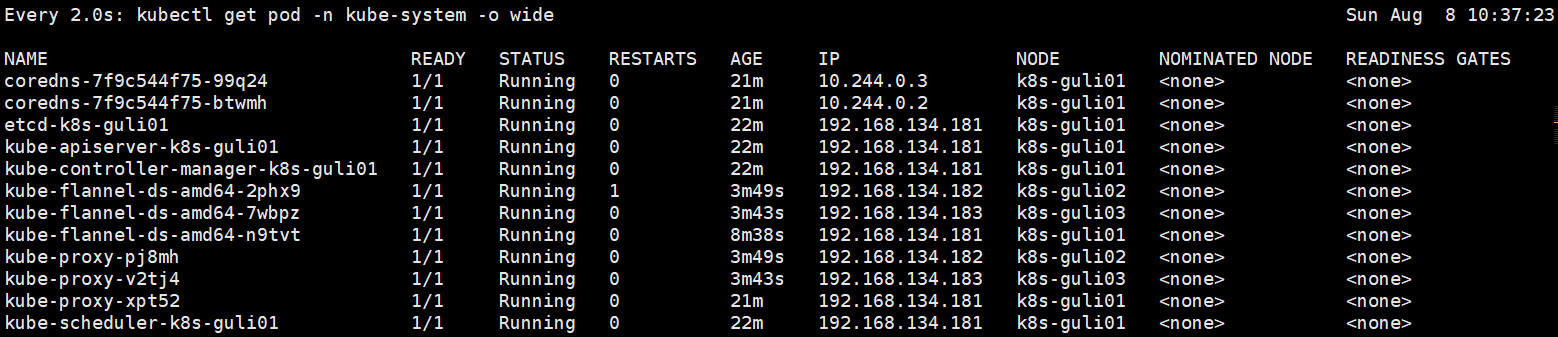 Every 2.0s: kubectl get pod -n kube-system -o wide Sun Aug  8 10:37:23
NAME READY STATUS RESTARTS AGE IP NODE NOMINATED NODE READINESS GATES
coredns-7f9c544f75-99q24 1/1 Running 0 21m 10.244.0.3 k8s-guli01 <none> <none>
coredns-7f9c544f75-btwmh 1/1 Running 0 21m 10.244.0.2 k8s-guli01 <none> <none>
etcd-k8s-guli01 1/1 Running 0 22m 192.168.134.181 k8s-guli01 <none> <none>
kube-apiserver-k8s-guli01 1/1 Running 0 22m 192.168.134.181 k8s-guli01 <none> <none>
kube-controller-manager-k8s-guli01 1/1 Running 0 22m 192.168.134.181 k8s-guli01 <none> <none>
kube-flannel-ds-amd64-2phx9 1/1 Running 1 3m49s 192.168.134.182 k8s-guli02 <none> <none>
kube-flannel-ds-amd64-7wbpz 1/1 Running 0 3m43s 192.168.134.183 k8s-guli03 <none> <none>
kube-flannel-ds-amd64-n9tvt 1/1 Running 0 8m38s 192.168.134.181 k8s-guli01 <none> <none>
kube-proxy-pj8mh 1/1 Running 0 3m49s 192.168.134.182 k8s-guli02 <none> <none>
kube-proxy-v2tj4 1/1 Running 0 3m43s 192.168.134.183 k8s-guli03 <none> <none>
kube-proxy-xpt52 1/1 Running 0 21m 192.168.134.181 k8s-guli01 <none> <none>
kube-scheduler-k8s-guli01 1/1 Running 0 22m 192.168.134.181 k8s-guli01 <none> <none>